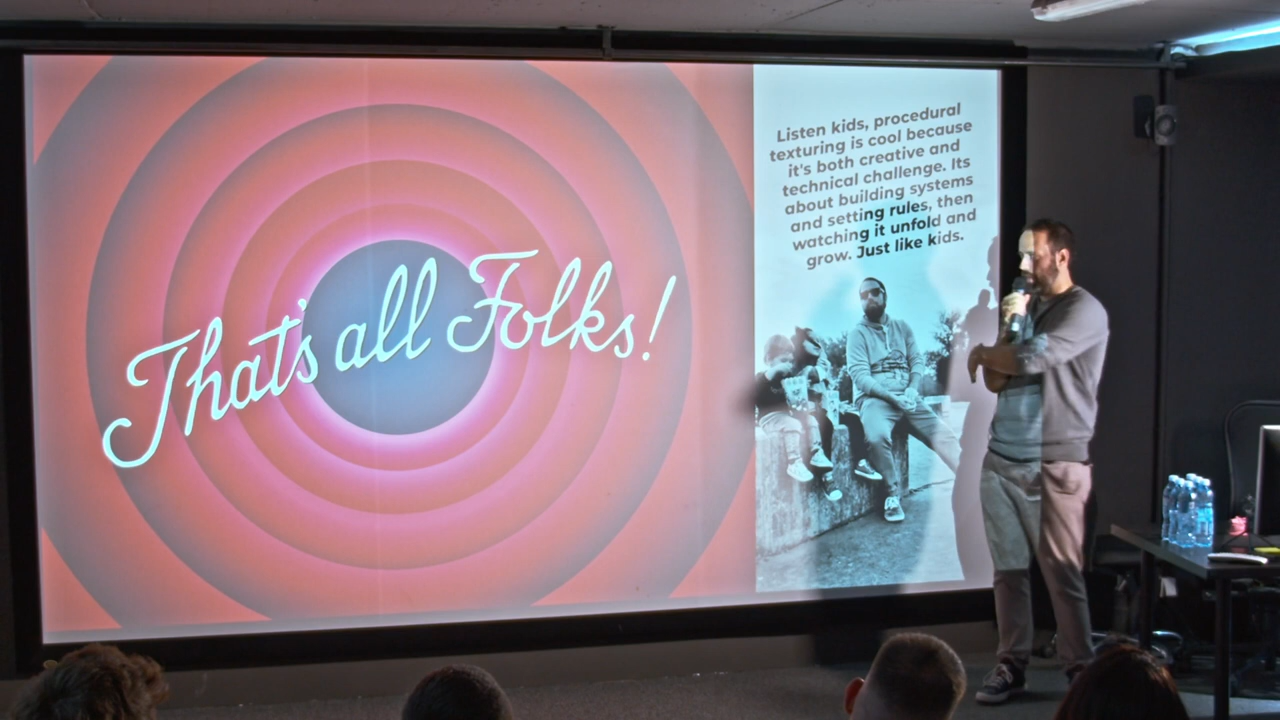 That's all Folks!
Listen kids, procedural
texturing is cool because
it's both creative and
technical challenge. Its
about building systems
and setting rules, then
watching it unfold and
grow. Just like kids.